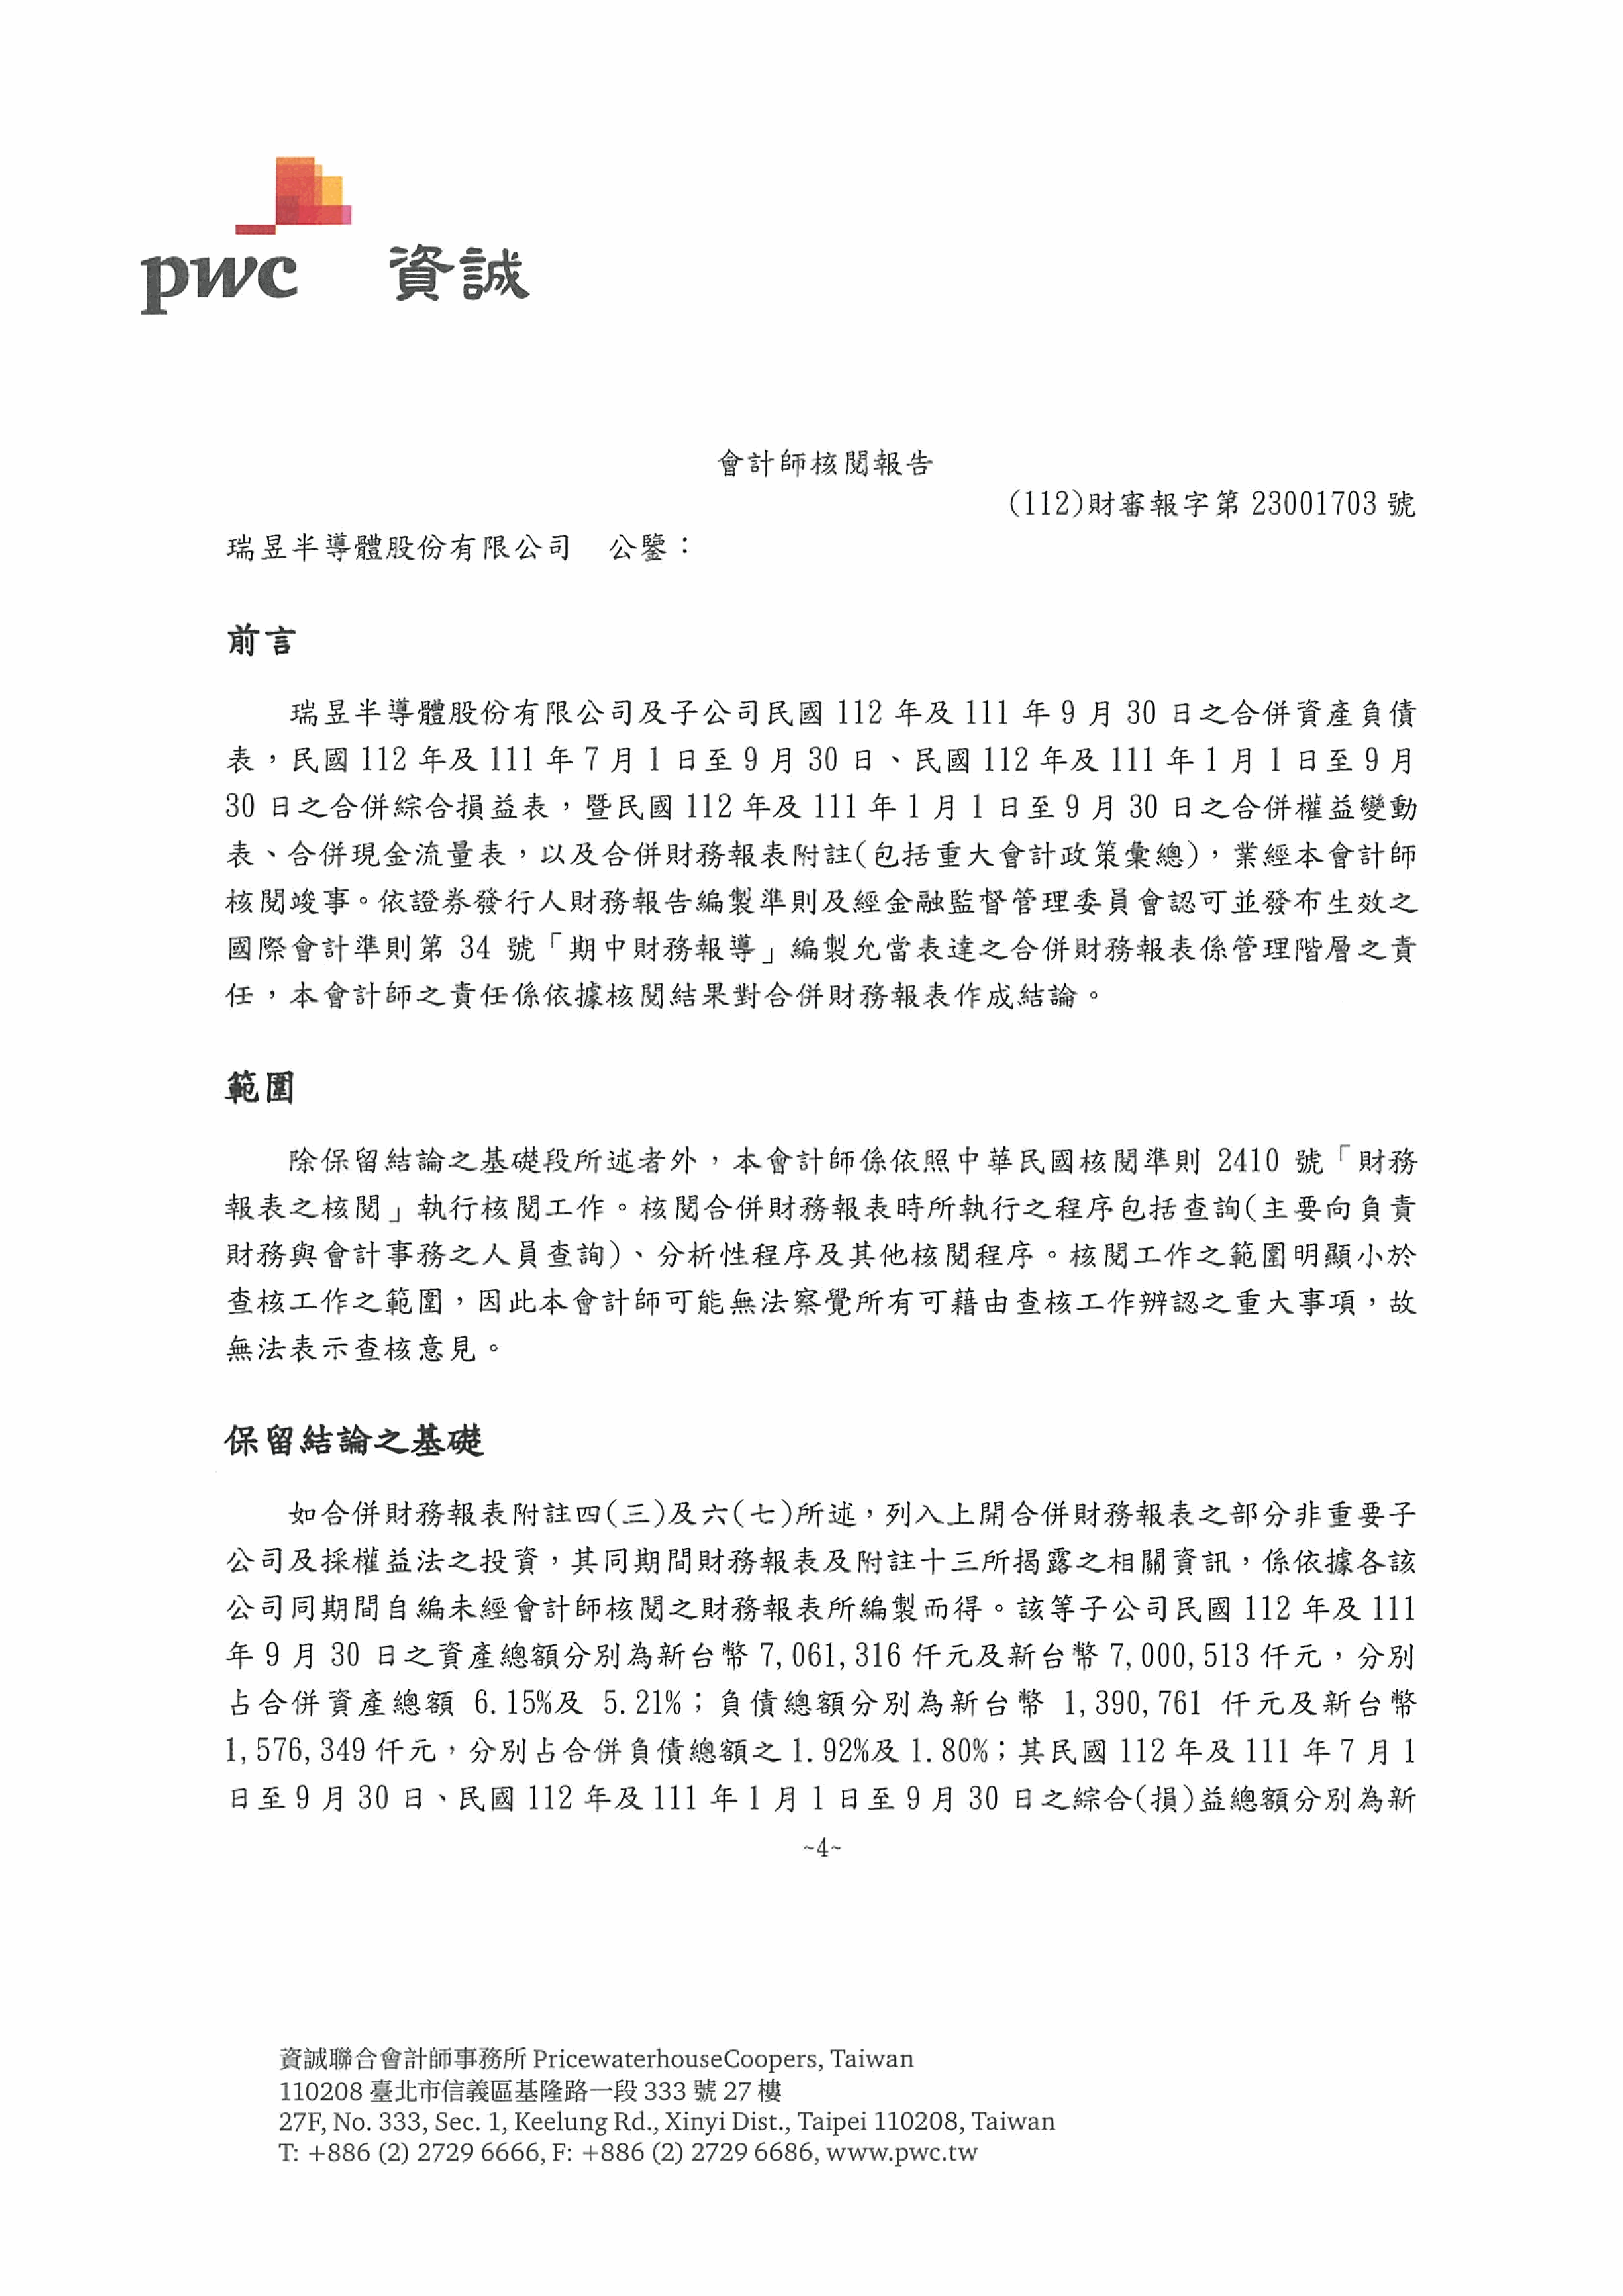 pwc 資誠
會計師核閱報告
(112)財審報字第 23001703 號
瑞昱半導體股份有限公司 公鑒：
前言
瑞昱半導體股份有限公司及子公司民國 112 年及 111 年 9 月 30 日之合併資產負債
表，民國 112 年及 111 年 7 月 1 日至 9 月 30 日、民國 112 年及 111 年 1 月 1 日至 9 月
30 日之合併綜合損益表，暨民國 112 年及 111 年 1 月 1 日至 9 月 30 日之合併權益變動
表、合併現金流量表，以及合併財務報表附註(包括重大會計政策彙總)，業經本會計師
核閱竣事。依證券發行人財務報告編製準則及經金融監督管理委員會認可並發布生效之
國際會計準則第 34 號「期中財務報導」編製允當表達之合併財務報表係管理階層之責
任，本會計師之責任係依據核閱結果對合併財務報表作成結論。
範圍
除保留結論之基礎段所述者外，本會計師係依照中華民國核閱準則 2410 號「財務
報表之核閱」執行核閱工作。核閱合併財務報表時所執行之程序包括查詢(主要向負責
財務與會計事務之人員查詢)、分析性程序及其他核閱程序。核閱工作之範圍明顯小於
查核工作之範圍，因此本會計師可能無法察覺所有可藉由查核工作辨認之重大事項，故
無法表示查核意見。
保留結論之基礎
如合併財務報表附註四(三)及六(七)所述，列入上開合併財務報表之部分非重要子
公司及採權益法之投資，其同期間財務報表及附註十三所揭露之相關資訊，係依據各該
公司同期間自編未經會計師核閱之財務報表所編製而得。該等子公司民國 112 年及 111
年 9 月 30 日之資產總額分別為新台幣 7,061,316 仟元及新台幣 7,000,513 仟元，分別
占合併資產總額 6.15%及 5.21%；負債總額分別為新台幣 1,390,761 仟元及新台幣
1,576,349 仟元，分別占合併負債總額之 1.92%及 1.80%；其民國 112 年及 111 年 7 月 1
日至 9 月 30 日、民國 112 年及 111 年 1 月 1 日至 9 月 30 日之綜合(損)益總額分別為新
~4~
資誠聯合會計師事務所 PricewaterhouseCoopers, Taiwan
110208 臺北市信義區基隆路一段 333 號 27 樓
27F, No. 333, Sec. 1, Keelung Rd., Xinyi Dist., Taipei 110208, Taiwan
T: +886 (2) 2729 6666, F: +886 (2) 2729 6686, www.pwc.tw